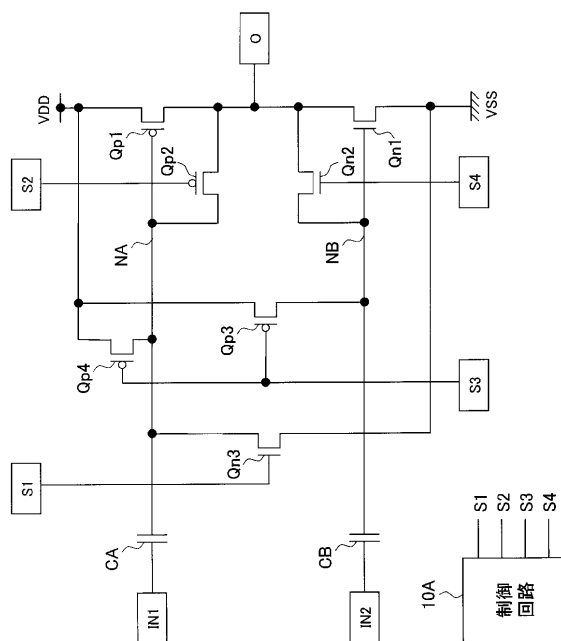 VDD
O
Qp1
Qp2
S2
NA
Qn2
Qn1
VSS
S4
NB
Qp4
Qp3
S3
S1
Qn3
CA
CB
IN1
IN2
10A
制御
回路
S1
S2
S3
S4